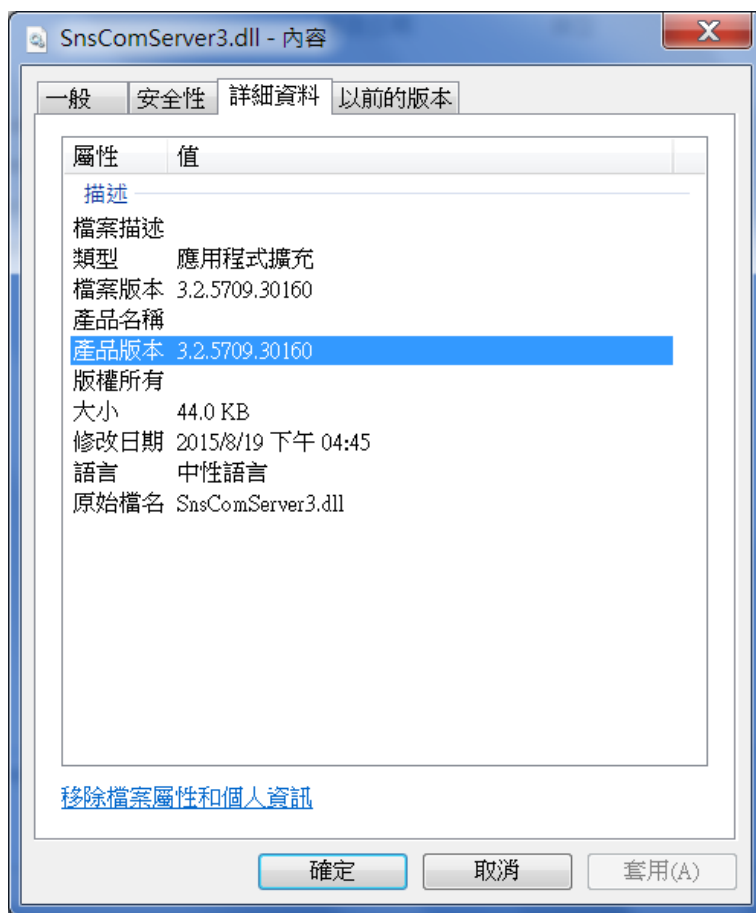 SnsComServer3.dll - 內容
一般 安全性 詳細資料 以前的版本
屬性 值
描述
檔案描述
類型 應用程式擴充
檔案版本 3.2.5709.30160
產品名稱
產品版本 3.2.5709.30160
版權所有
大小 44.0 KB
修改日期 2015/8/19 下午 04:45
語言 中性語言
原始檔名 SnsComServer3.dll
移除檔案屬性和個人資訊
確定 取消 套用(A)